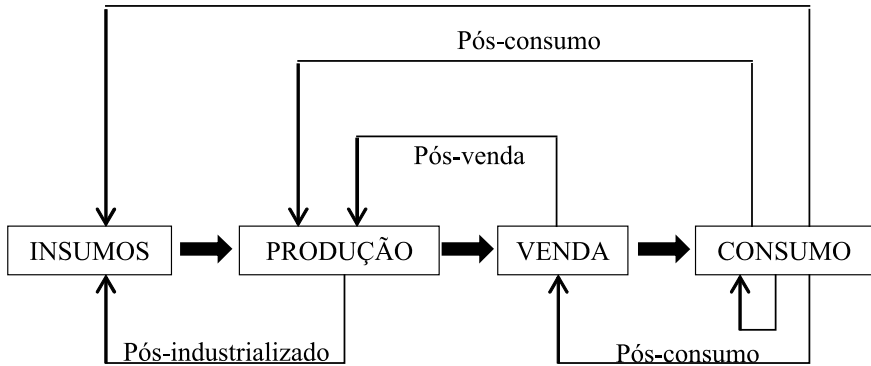 Pós-consumo
Pós-venda
INSUMOS
PRODUÇÃO
VENDA
CONSUMO
Pós-industrializado
Pós-consumo